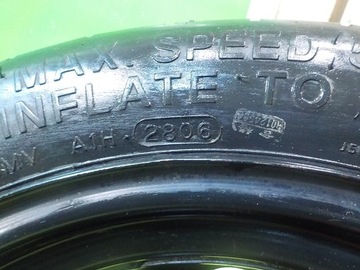 MAX. SPEED
INFLATE TO
A1H 2806